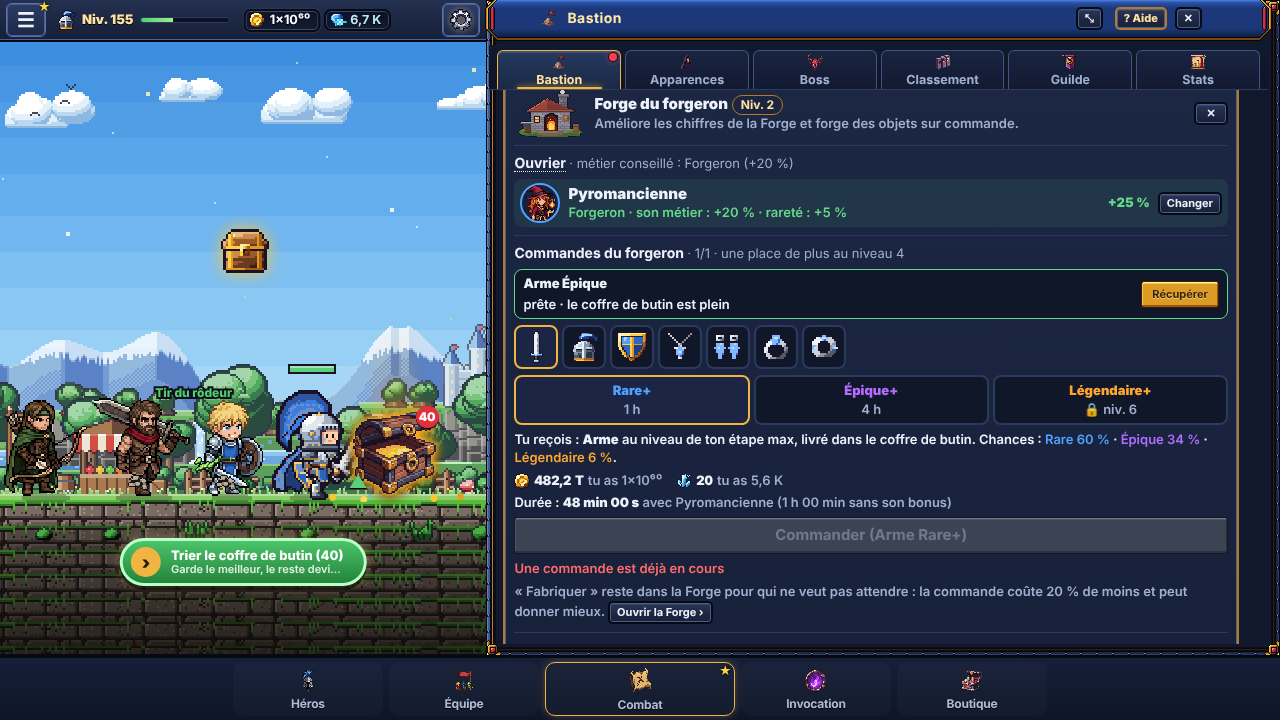 Niv. 155
1×10⁶⁰
6,7 K
Bastion
? Aide
Bastion
Apparences
Boss
Classement
Guilde
Stats
Forge du forgeron Niv. 2
Améliore les chiffres de la Forge et forge des objets sur commande.
Ouvrier · métier conseillé : Forgeron (+20 %)
Pyromancienne
Forgeron · son métier : +20 % · rareté : +5 %
+25 %
Changer
Commandes du forgeron · 1/1 · une place de plus au niveau 4
Arme Épique
prête · le coffre de butin est plein
Récupérer
Rare+
1 h
Épique+
4 h
Légendaire+
niv. 6
Tu reçois : Arme au niveau de ton étape max, livré dans le coffre de butin. Chances : Rare 60 % · Épique 34 % ·
Légendaire 6 %.
482,2 T tu as 1×10⁶⁰ 20 tu as 5,6 K
Durée : 48 min 00 s avec Pyromancienne (1 h 00 min sans son bonus)
Commander (Arme Rare+)
Une commande est déjà en cours
« Fabriquer » reste dans la Forge pour qui ne veut pas attendre : la commande coûte 20 % de moins et peut
donner mieux. Ouvrir la Forge ›
Tir du rôdeur
40
Trier le coffre de butin (40)
Garde le meilleur, le reste devi...
Héros
Équipe
Combat
Invocation
Boutique